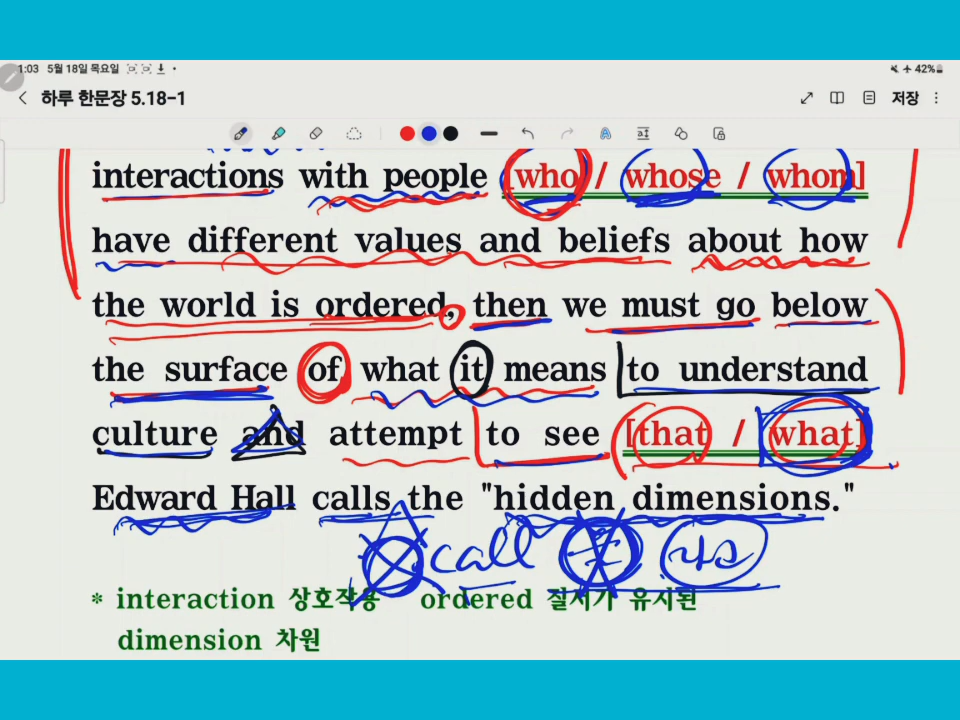 1:03 5월 18일 목요일
42%
하루 한문장 5.18-1
저장
interactions with people [who / whose / whom]
have different values and beliefs about how
the world is ordered, then we must go below
the surface of what it means to understand
culture and attempt to see [that / what]
Edward Hall calls the "hidden dimensions."
call 목 보
* interaction 상호작용 ordered 질서가 유지된
dimension 차원